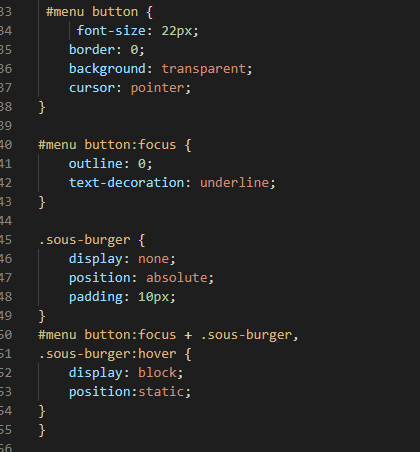 33 #menu button {
34 font-size: 22px;
35 border: 0;
36 background: transparent;
37 cursor: pointer;
38 }
39
40 #menu button:focus {
41 outline: 0;
42 text-decoration: underline;
43 }
44
45 .sous-burger {
46 display: none;
47 position: absolute;
48 padding: 10px;
49 }
50 #menu button:focus + .sous-burger,
51 .sous-burger:hover {
52 display: block;
53 position:static;
54 }
55 }
56